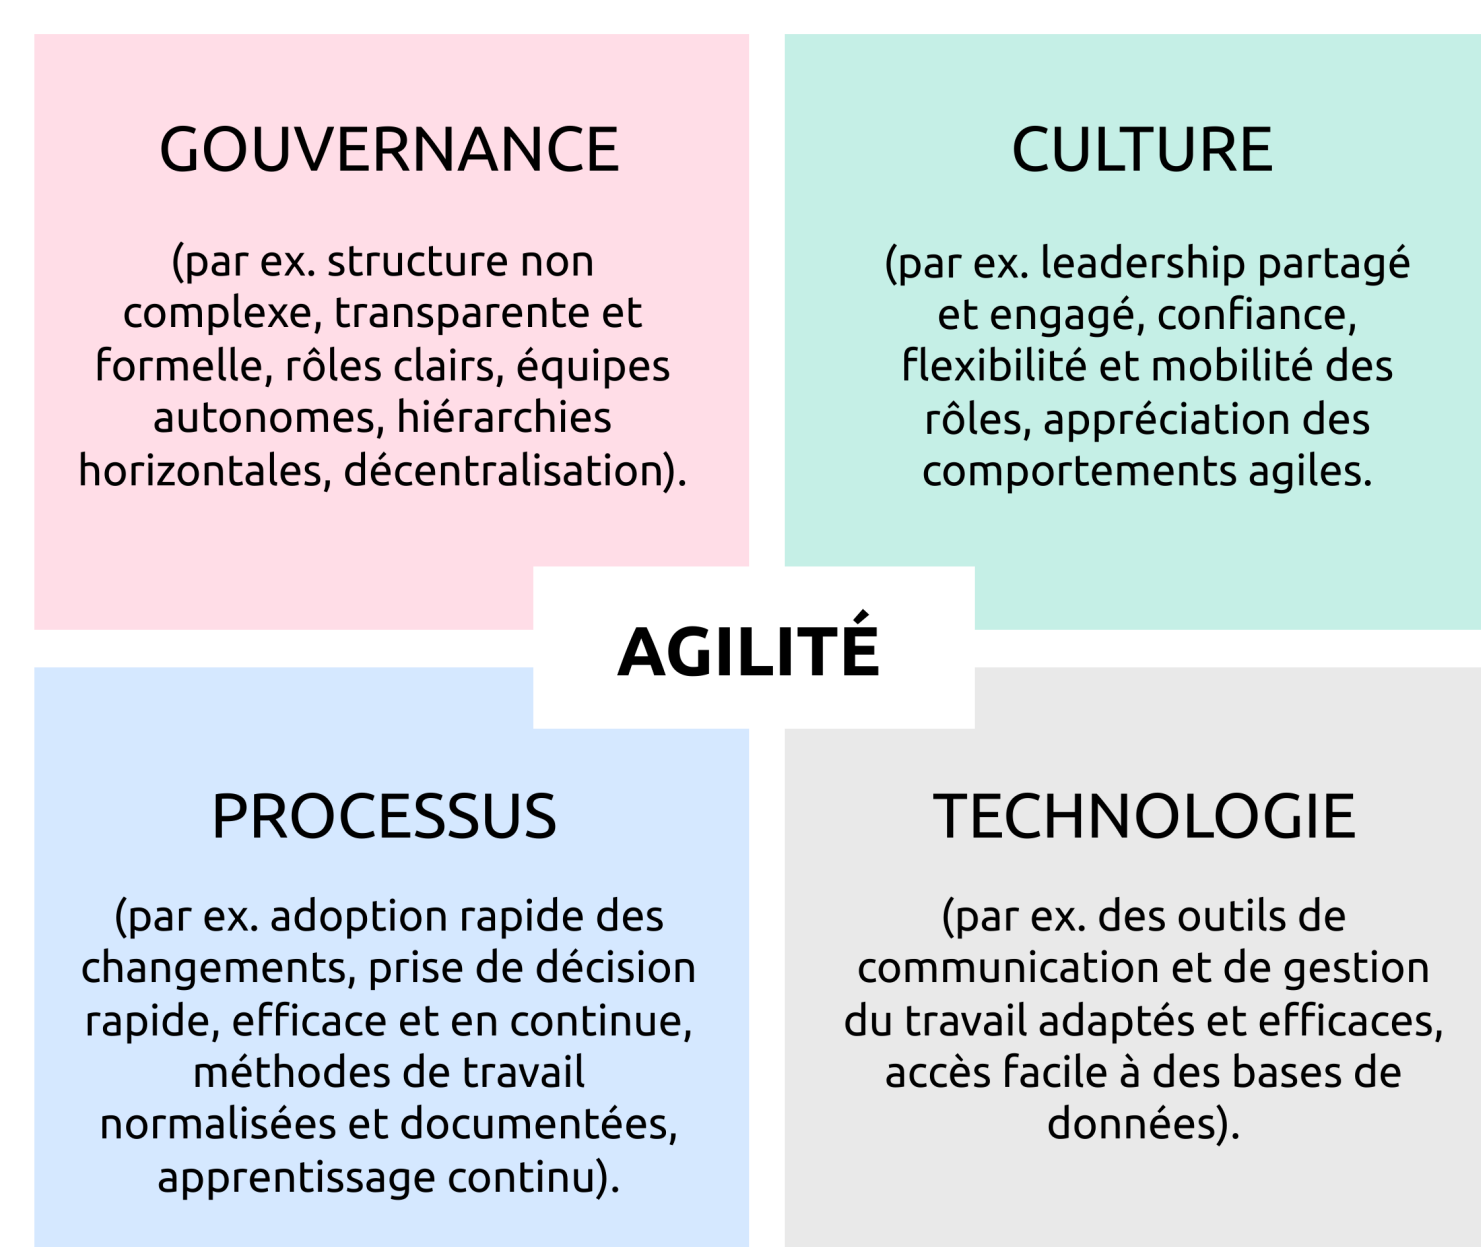 GOUVERNANCE
(par ex. structure non
complexe, transparente et
formelle, rôles clairs, équipes
autonomes, hiérarchies
horizontales, décentralisation).
CULTURE
(par ex. leadership partagé
et engagé, confiance,
flexibilité et mobilité des
rôles, appréciation des
comportements agiles.
AGILITÉ
PROCESSUS
(par ex. adoption rapide des
changements, prise de décision
rapide, efficace et en continue,
méthodes de travail
normalisées et documentées,
apprentissage continu).
TECHNOLOGIE
(par ex. des outils de
communication et de gestion
du travail adaptés et efficaces,
accès facile à des bases de
données).